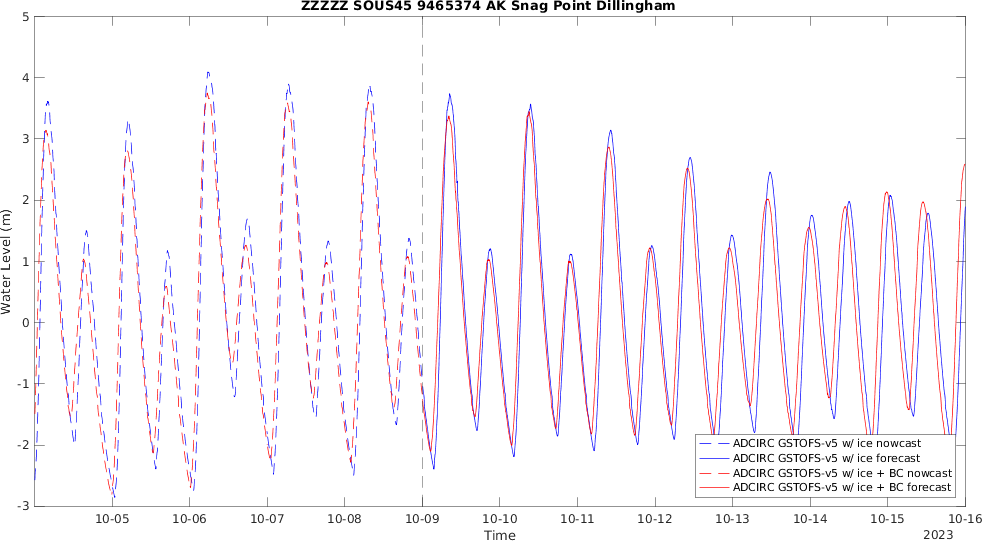 ZZZZZ SOUS45 9465374 AK Snag Point Dillingham
5
4
3
2
1
0
-1
-2
-3
Water Level (m)
ADCIRC GSTOFS-v5 w/ ice nowcast
ADCIRC GSTOFS-v5 w/ ice forecast
ADCIRC GSTOFS-v5 w/ ice + BC nowcast
ADCIRC GSTOFS-v5 w/ ice + BC forecast
10-05 10-06 10-07 10-08 10-09 10-10 10-11 10-12 10-13 10-14 10-15 10-16
Time
2023